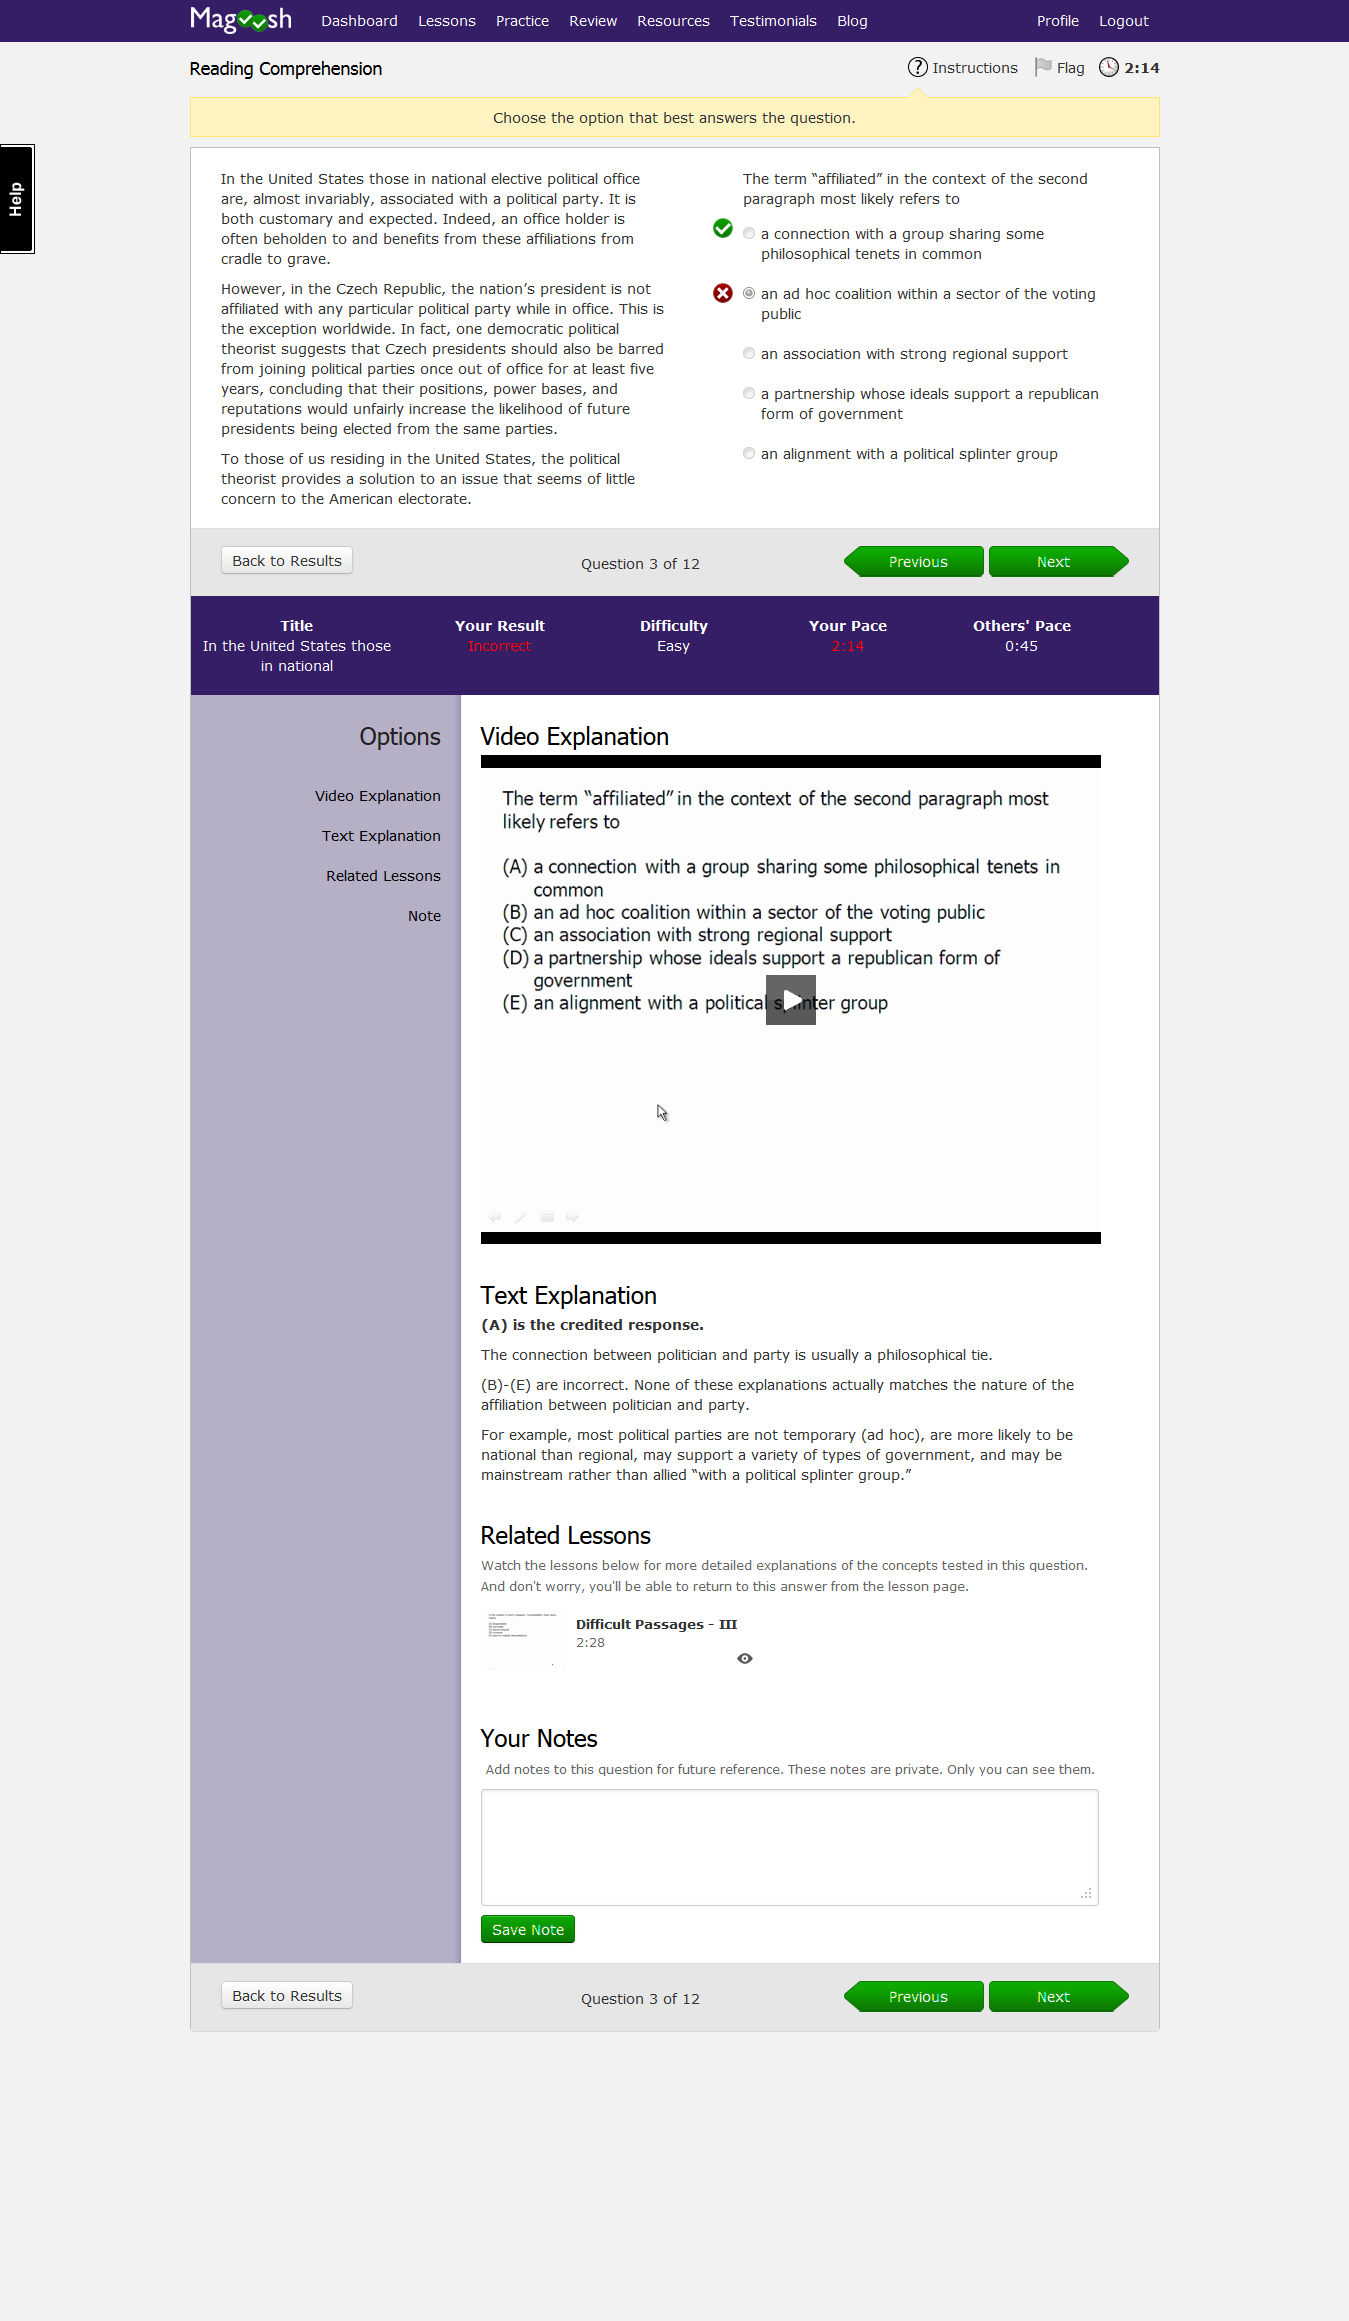 Magoosh Dashboard Lessons Practice Review Resources Testimonials Blog Profile Logout
Reading Comprehension
Instructions Flag 2:14
Choose the option that best answers the question.
Help
In the United States those in national elective political office
are, almost invariably, associated with a political party. It is
both customary and expected. Indeed, an office holder is
often beholden to and benefits from these affiliations from
cradle to grave.
However, in the Czech Republic, the nation’s president is not
affiliated with any particular political party while in office. This is
the exception worldwide. In fact, one democratic political
theorist suggests that Czech presidents should also be barred
from joining political parties once out of office for at least five
years, concluding that their positions, power bases, and
reputations would unfairly increase the likelihood of future
presidents being elected from the same parties.
To those of us residing in the United States, the political
theorist provides a solution to an issue that seems of little
concern to the American electorate.
The term “affiliated” in the context of the second
paragraph most likely refers to
a connection with a group sharing some
philosophical tenets in common
an ad hoc coalition within a sector of the voting
public
an association with strong regional support
a partnership whose ideals support a republican
form of government
an alignment with a political splinter group
Back to Results Question 3 of 12 Previous Next
Title Your Result Difficulty Your Pace Others' Pace
In the United States those Incorrect Easy 2:14 0:45
in national
Options
Video Explanation
Text Explanation
Related Lessons
Note
Video Explanation
The term “affiliated” in the context of the second paragraph most
likely refers to
(A) a connection with a group sharing some philosophical tenets in
common
(B) an ad hoc coalition within a sector of the voting public
(C) an association with strong regional support
(D) a partnership whose ideals support a republican form of
government
(E) an alignment with a political splinter group
Text Explanation
(A) is the credited response.
The connection between politician and party is usually a philosophical tie.
(B)-(E) are incorrect. None of these explanations actually matches the nature of the
affiliation between politician and party.
For example, most political parties are not temporary (ad hoc), are more likely to be
national than regional, may support a variety of types of government, and may be
mainstream rather than allied “with a political splinter group.”
Related Lessons
Watch the lessons below for more detailed explanations of the concepts tested in this question.
And don't worry, you'll be able to return to this answer from the lesson page.
Difficult Passages - III
2:28
Your Notes
Add notes to this question for future reference. These notes are private. Only you can see them.
Save Note
Back to Results Question 3 of 12 Previous Next